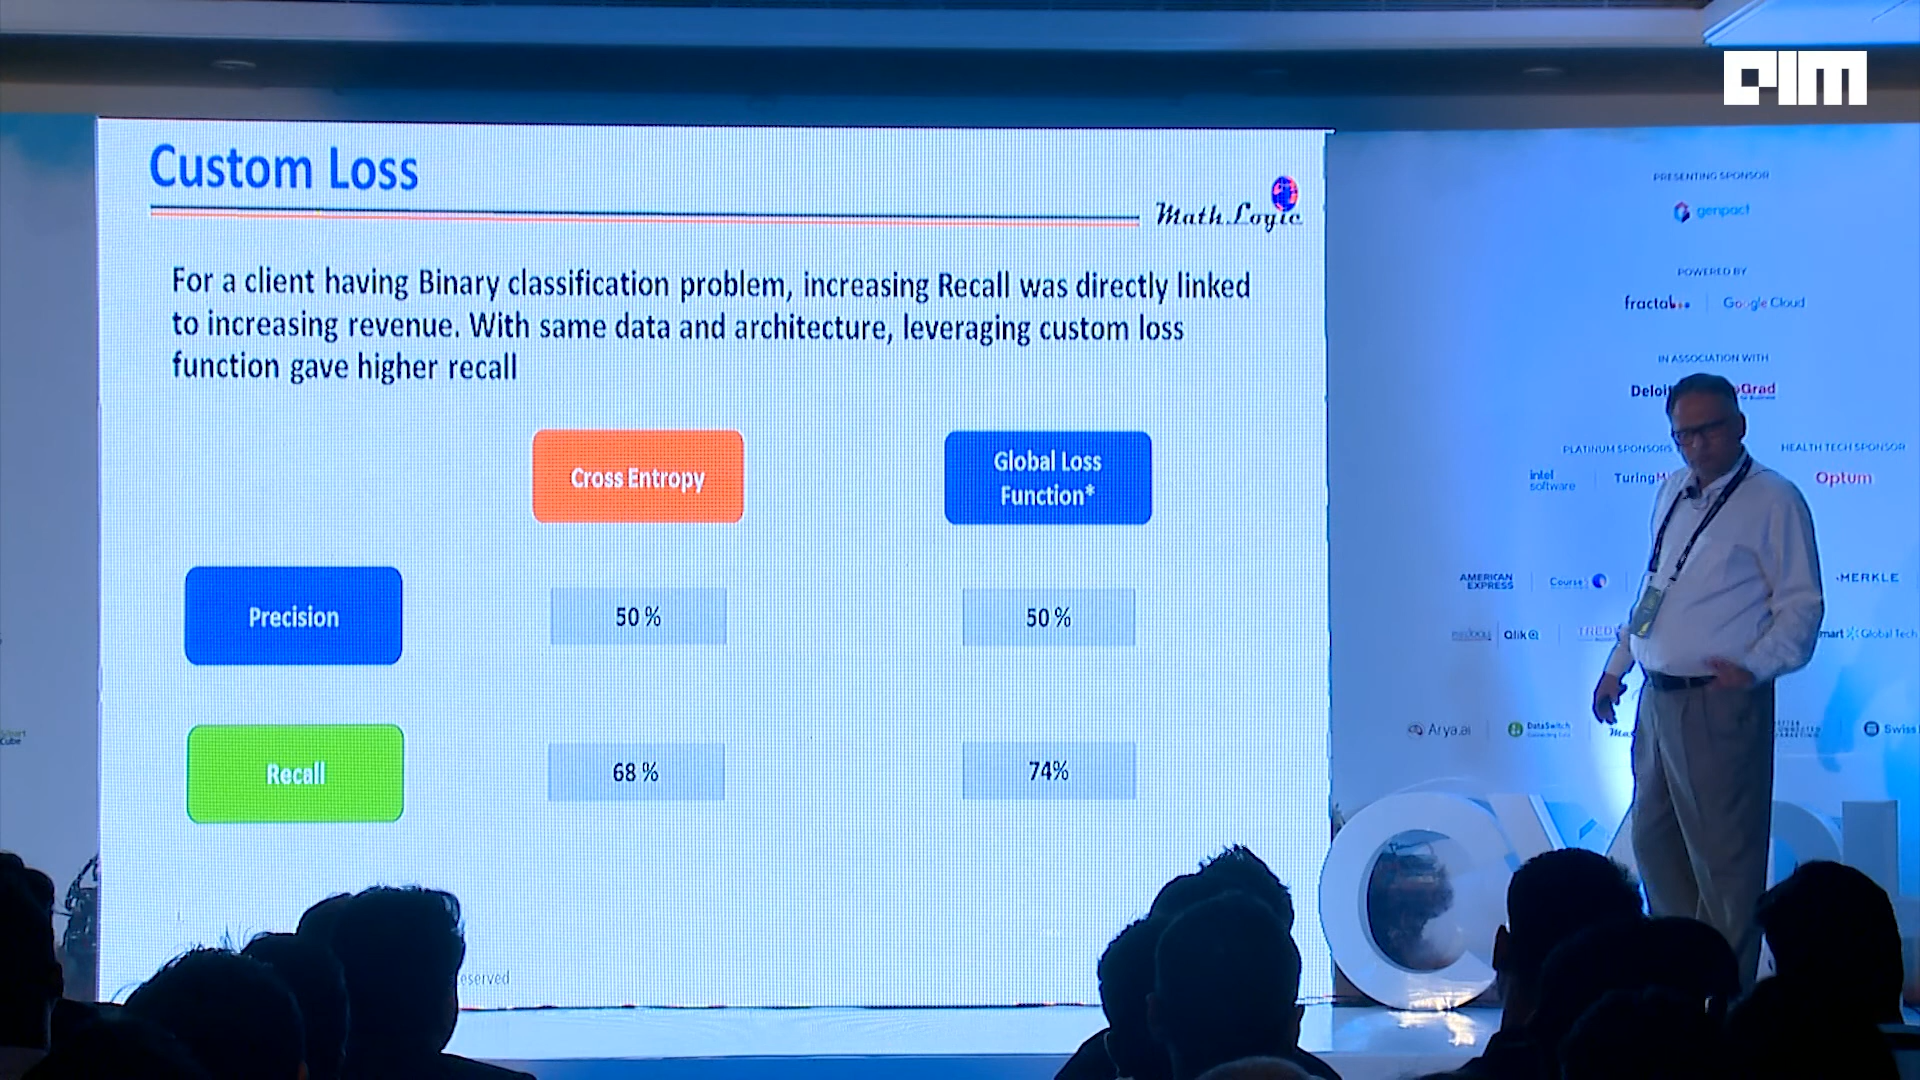 AIM
Custom Loss
Math Logic
For a client having Binary classification problem, increasing Recall was directly linked
to increasing revenue. With same data and architecture, leveraging custom loss
function gave higher recall
Cross Entropy
Global Loss
Function*
Precision
50 %
50 %
Recall
68 %
74%
PRESENTING SPONSOR
genpact
POWERED BY
fractal
Google Cloud
IN ASSOCIATION WITH
Grad
PLATINUM SPONSORS
HEALTH TECH SPONSOR
intel
software
Optum
AMERICAN
EXPRESS
MERKLE
Qlik
Global Tech
Arya.ai
DataSwitch
Swiss